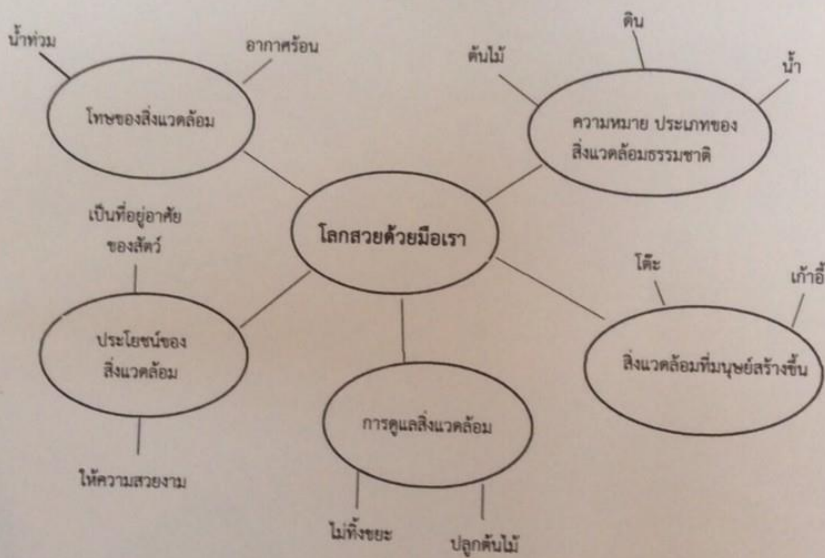 น้ำท่วม
อากาศร้อน
โทษของสิ่งแวดล้อม
ต้นไม้
ดิน
น้ำ
ความหมาย ประเภทของ
สิ่งแวดล้อมธรรมชาติ
โลกสวยด้วยมือเรา
เป็นที่อยู่อาศัย
ของสัตว์
ประโยชน์ของ
สิ่งแวดล้อม
ให้ความสวยงาม
การดูแลสิ่งแวดล้อม
ไม่ทิ้งขยะ
ปลูกต้นไม้
โต๊ะ
เก้าอี้
สิ่งแวดล้อมที่มนุษย์สร้างขึ้น